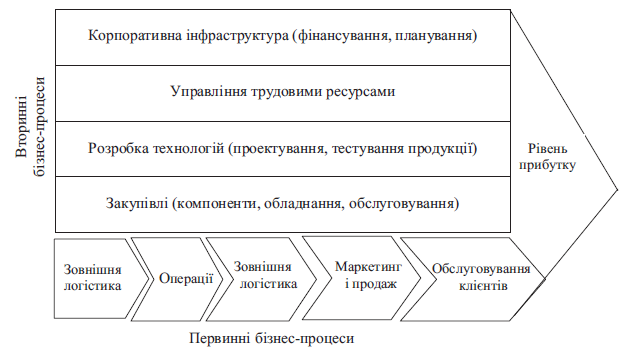 Вторинні
бізнес-процеси
Корпоративна інфраструктура (фінансування, планування)
Управління трудовими ресурсами
Розробка технологій (проектування, тестування продукції)
Закупівлі (компоненти, обладнання, обслуговування)
Рівень
прибутку
Зовнішня
логістика
Операції
Зовнішня
логістика
Маркетинг
і продаж
Обслуговування
клієнтів
Первинні бізнес-процеси